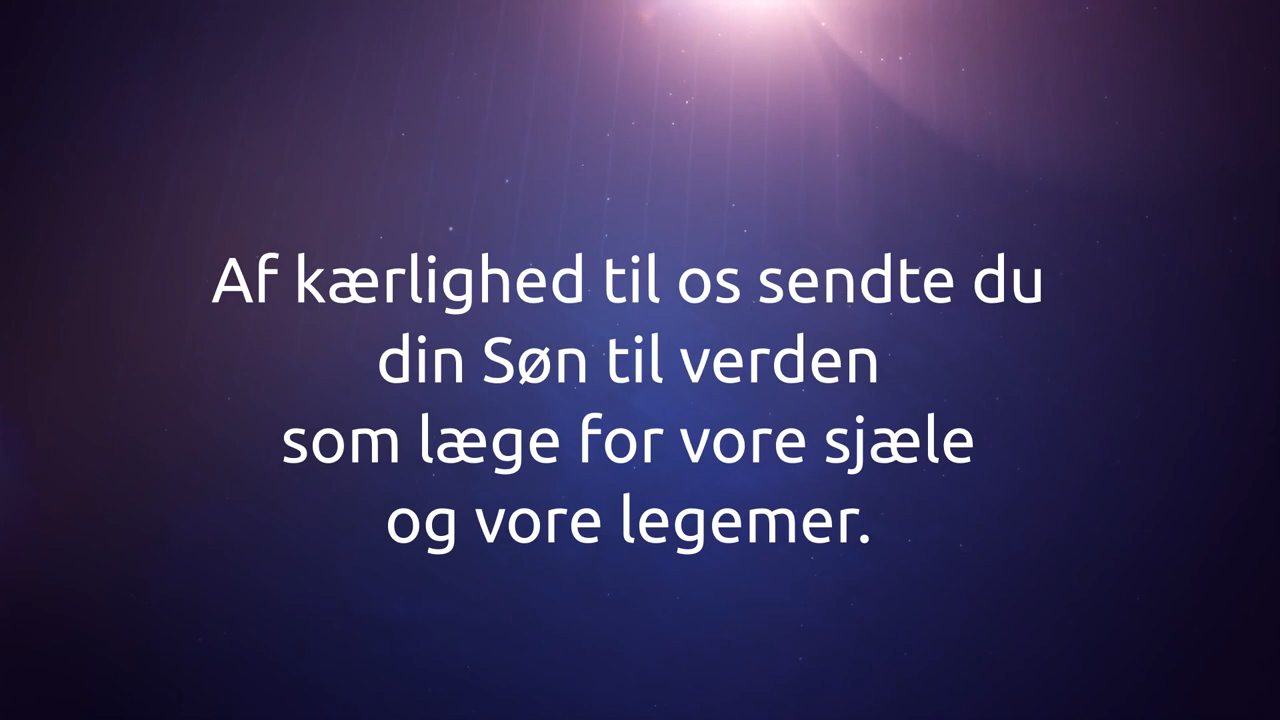 Af kærlighed til os sendte du
din Søn til verden
som læge for vore sjæle
og vore legemer.